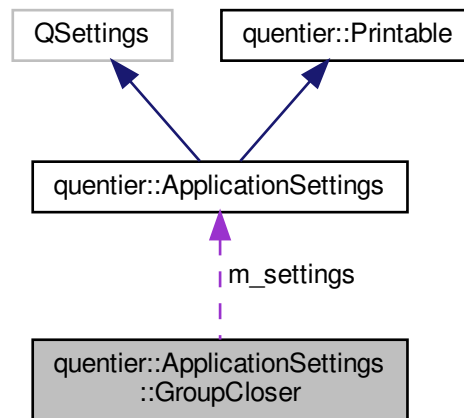 QSettings
quentier::Printable
quentier::ApplicationSettings
m_settings
quentier::ApplicationSettings
::GroupCloser